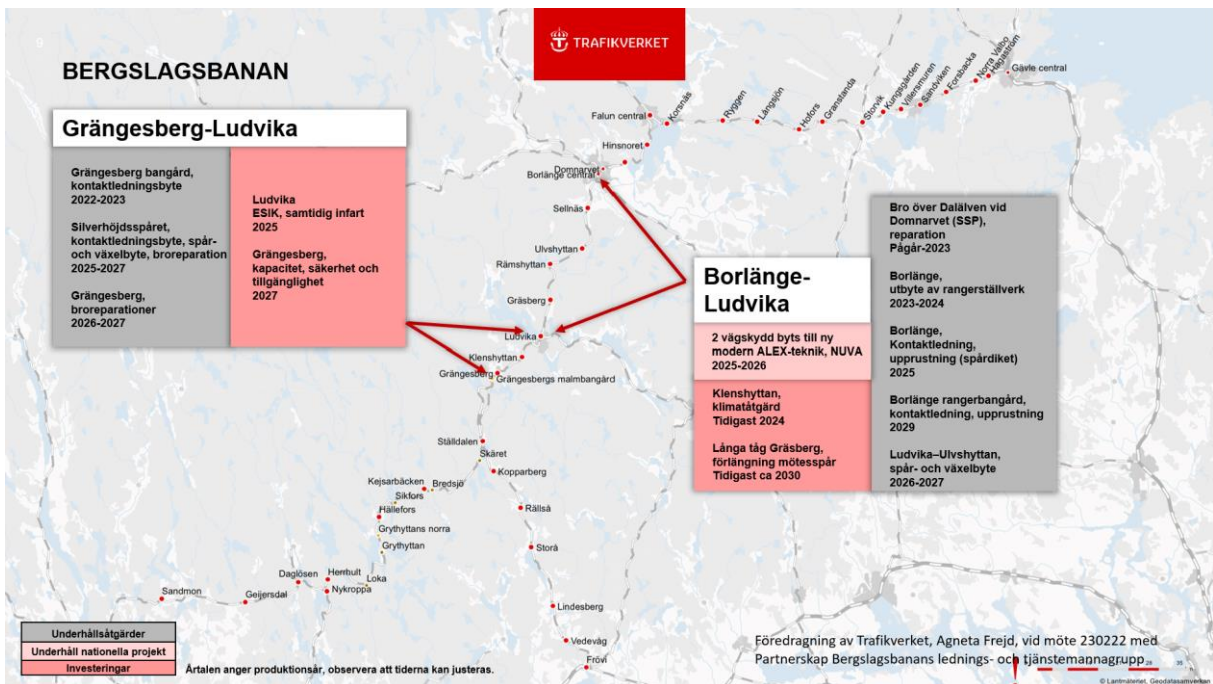 TRAFIKVERKET
BERGSLAGSBANAN
Grängesberg-Ludvika
Grängesberg bangård,
kontaktledningsbyte
2022-2023
Silverhöjdsspåret,
kontaktledningsbyte, spår-
och växelbyte, broreparation
2025-2027
Grängesberg,
broreparationer
2026-2027
Ludvika
ESIK, samtidig infart
2025
Grängesberg,
kapacitet, säkerhet och
tillgänglighet
2027
Borlänge-
Ludvika
2 vägskydd byts till ny
modern ALEX-teknik, NUVA
2025-2026
Klenshyttan,
klimatåtgärd
Tidigast 2024
Långa tåg Gräsberg,
förlängning mötesspår
Tidigast ca 2030
Bro över Dalälven vid
Domnarvet (SSP),
reparation
Pågår-2023
Borlänge,
utbyte av rangerställverk
2023-2024
Borlänge,
Kontaktledning,
upprustning (spårdiket)
2025
Borlänge rangerbangård,
kontaktledning, upprustning
2029
Ludvika–Ulvshyttan,
spår- och växelbyte
2026-2027
Gävle central
Hagaström
Norra Valbo
Forsbacka
Sandviken
Villersmuren
Kungsgården
Storvik
Granstanda
Hofors
Långsjön
Ryggen
Korsnäs
Falun central
Hinsnoret
Domnarvet
Borlänge central
Sellnäs
Ulvshyttan
Rämshyttan
Gräsberg
Ludvika
Klenshyttan
Grängesberg
Grängesbergs malmbangård
Ställdalen
Skäret
Kopparberg
Bredsjö
Kejsarbäcken
Sikfors
Hällefors
Rällså
Grythyttans norra
Grythyttan
Storå
Loka
Herrhult
Daglösen
Nykroppa
Geijersdal
Sandmon
Lindesberg
Vedevåg
Frövi
Underhållsåtgärder
Underhåll nationella projekt
Investeringar
Årtalen anger produktionsår, observera att tiderna kan justeras.
Föredragning av Trafikverket, Agneta Frejd, vid möte 230222 med
Partnerskap Bergslagsbanans lednings- och tjänstemannagrupp
© Lantmäteriet, Geodatasamverkan